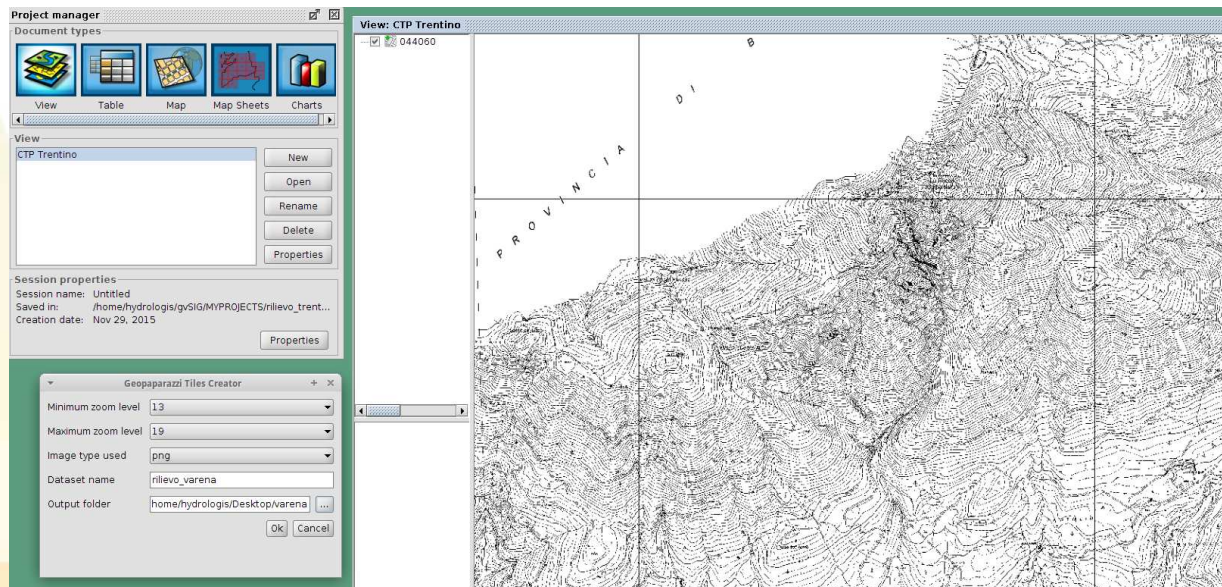 Project manager
Document types
View Table Map Map Sheets Charts
View
CTP Trentino
New
Open
Rename
Delete
Properties
Session properties
Session name: Untitled
Saved in: /home/hydrologis/gvSIG/MYPROJECTS/rilievo_trent...
Creation date: Nov 29, 2015
Properties
Geopaparazzi Tiles Creator
Minimum zoom level 13
Maximum zoom level 19
Image type used png
Dataset name rilievo_varena
Output folder home/hydrologis/Desktop/varena ...
Ok Cancel
View: CTP Trentino
044060
PROVINCIA DI B